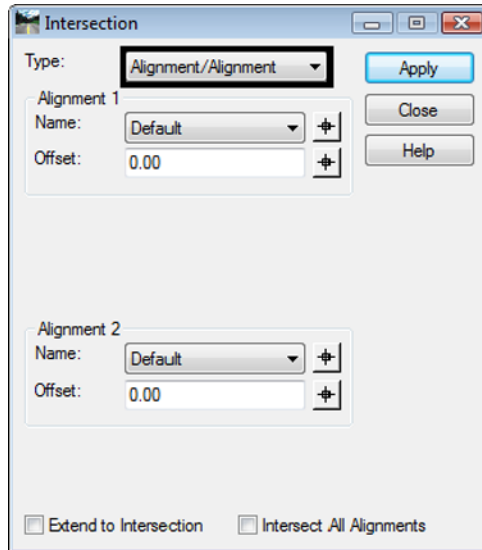 Intersection
Type: Alignment/Alignment
Apply
Alignment 1
Close
Name: Default
Help
Offset: 0.00
Alignment 2
Name: Default
Offset: 0.00
Extend to Intersection Intersect All Alignments